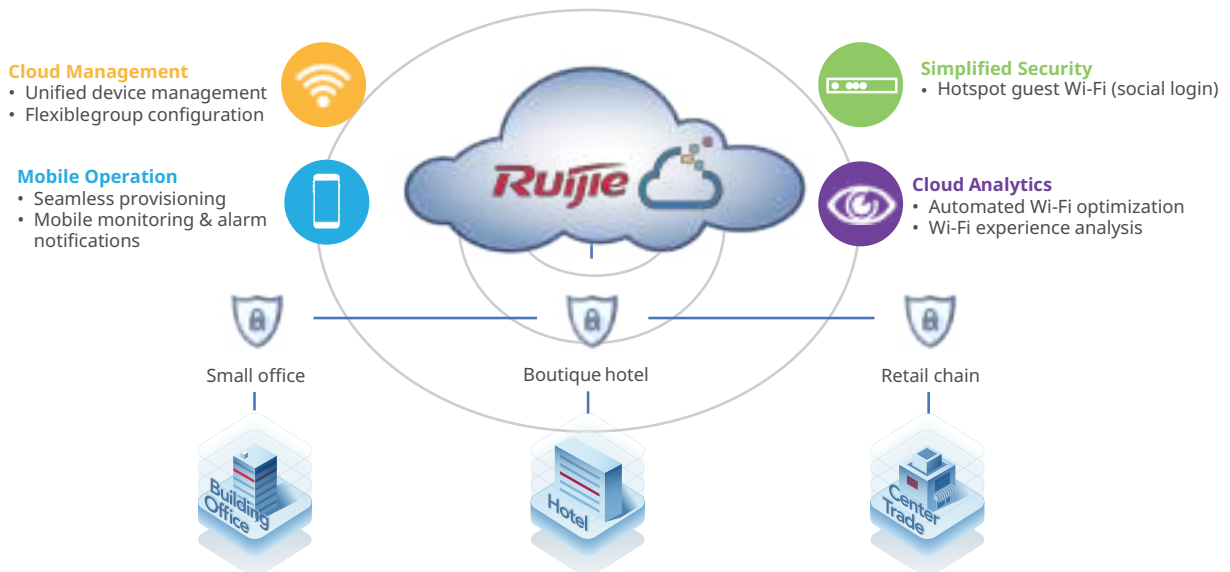 Cloud Management
• Unified device management
• Flexiblegroup configuration
Mobile Operation
• Seamless provisioning
• Mobile monitoring & alarm
notifications
Ruijie
Simplified Security
• Hotspot guest Wi-Fi (social login)
Cloud Analytics
• Automated Wi-Fi optimization
• Wi-Fi experience analysis
Small office
Boutique hotel
Retail chain
Building
Office
Hotel
Center
Trade